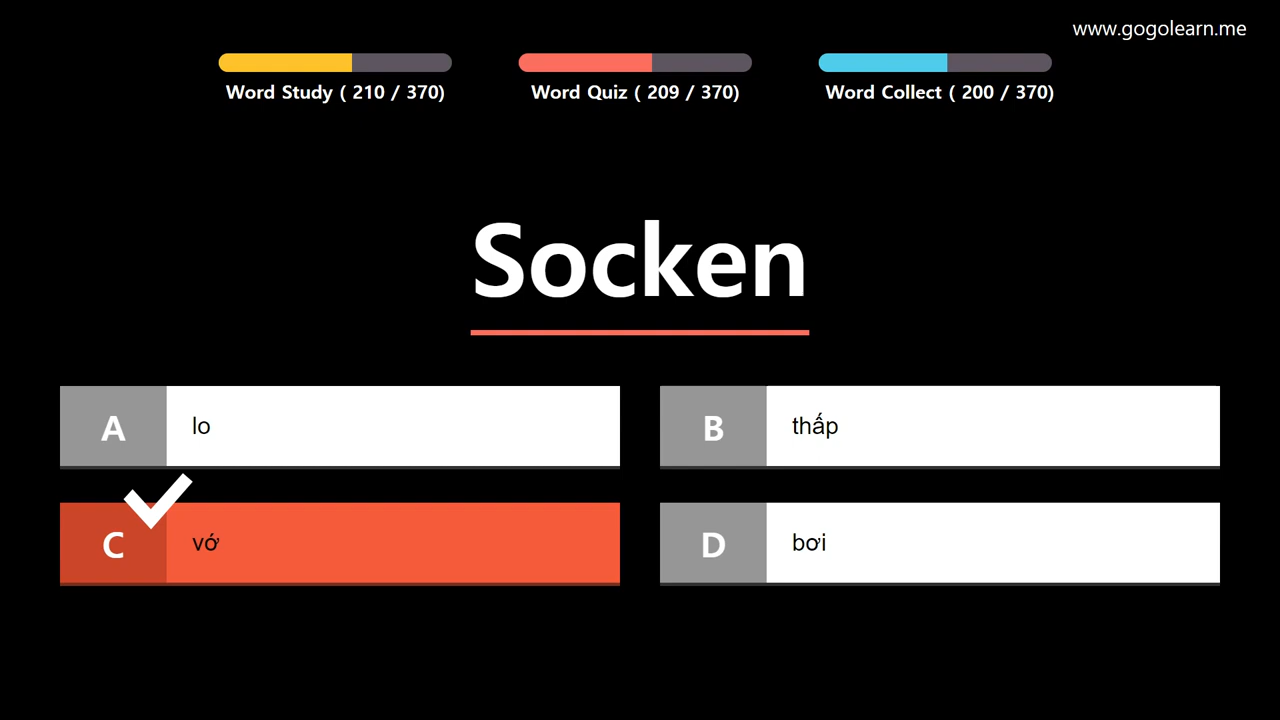 www.gogolearn.me
Word Study ( 210 / 370)
Word Quiz ( 209 / 370)
Word Collect ( 200 / 370)
Socken
A lo
B thấp
C vớ
D bơi